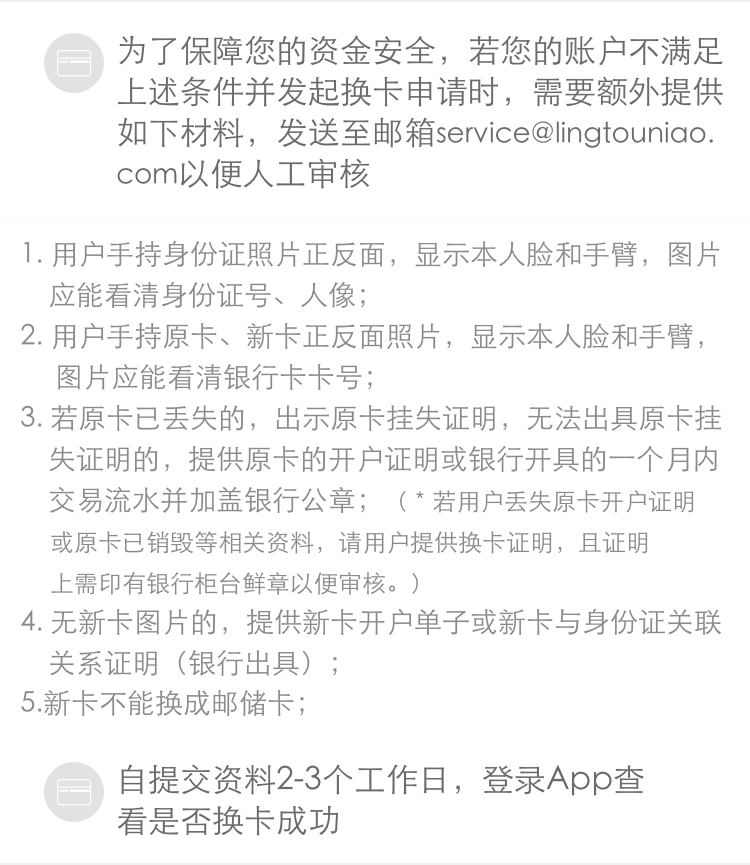 为了保障您的资金安全，若您的账户不满足
上述条件并发起换卡申请时，需要额外提供
如下材料，发送至邮箱service@lingtouniao.
com以便人工审核
1. 用户手持身份证照片正反面，显示本人脸和手臂，图片
应能看清身份证号、人像；
2. 用户手持原卡、新卡正反面照片，显示本人脸和手臂，
图片应能看清银行卡卡号；
3. 若原卡已丢失的，出示原卡挂失证明，无法出具原卡挂
失证明的，提供原卡的开户证明或银行开具的一个月内
交易流水并加盖银行公章；（ * 若用户丢失原卡开户证明
或原卡已销毁等相关资料，请用户提供换卡证明，且证明
上需印有银行柜台鲜章以便审核。）
4. 无新卡图片的，提供新卡开户单子或新卡与身份证关联
关系证明（银行出具）；
5.新卡不能换成邮储卡；
自提交资料2-3个工作日，登录App查
看是否换卡成功